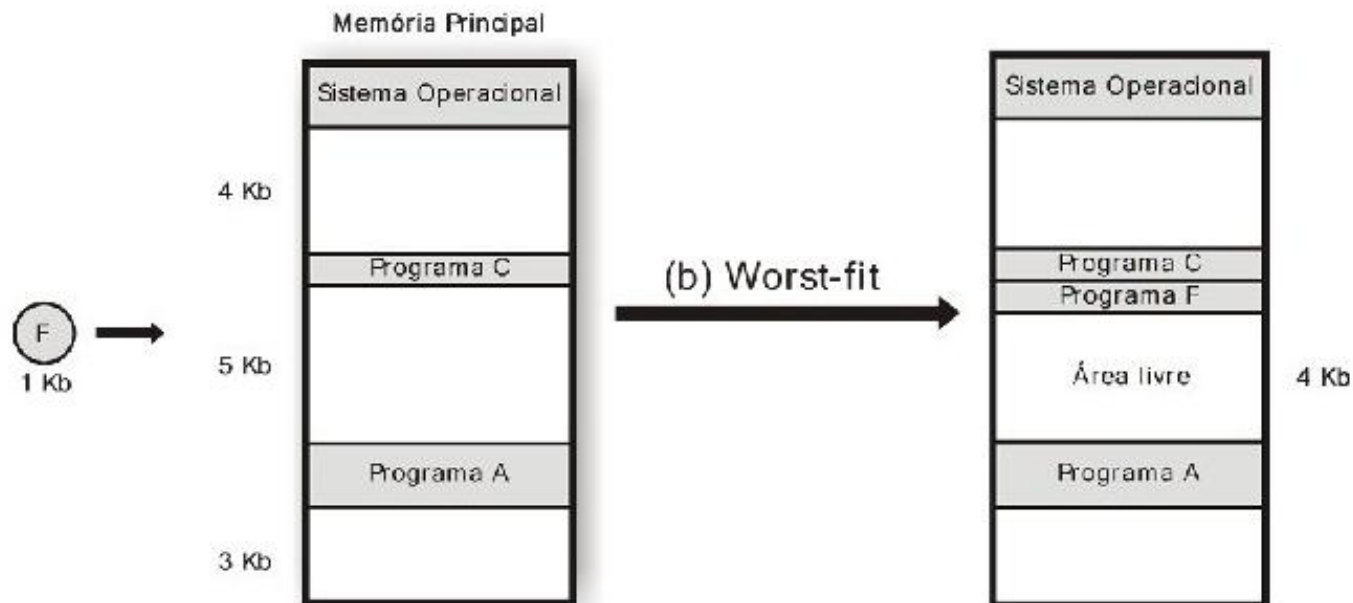 Memória Principal
Sistema Operacional
4 Kb
Programa C
F
1 Kb
5 Kb
Programa A
3 Kb
(b) Worst-fit
Sistema Operacional
Programa C
Programa F
Área livre
4 Kb
Programa A